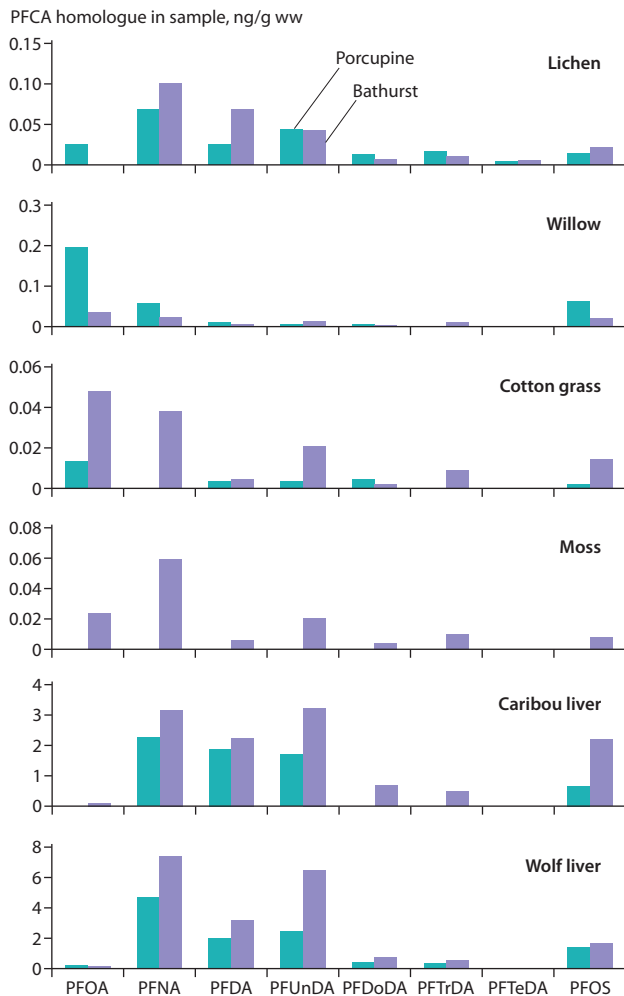 PFCA homologue in sample, ng/g ww
0.15
0.10
0.05
0
Porcupine
Bathurst
Lichen
0.3
0.2
0.1
0
Willow
0.06
0.04
0.02
0
Cotton grass
0.08
0.06
0.04
0.02
0
Moss
4
3
2
1
0
Caribou liver
8
6
4
2
0
Wolf liver
PFOA PFNA PFDA PFUnDA PFDoDA PFTrDA PFTeDA PFOS